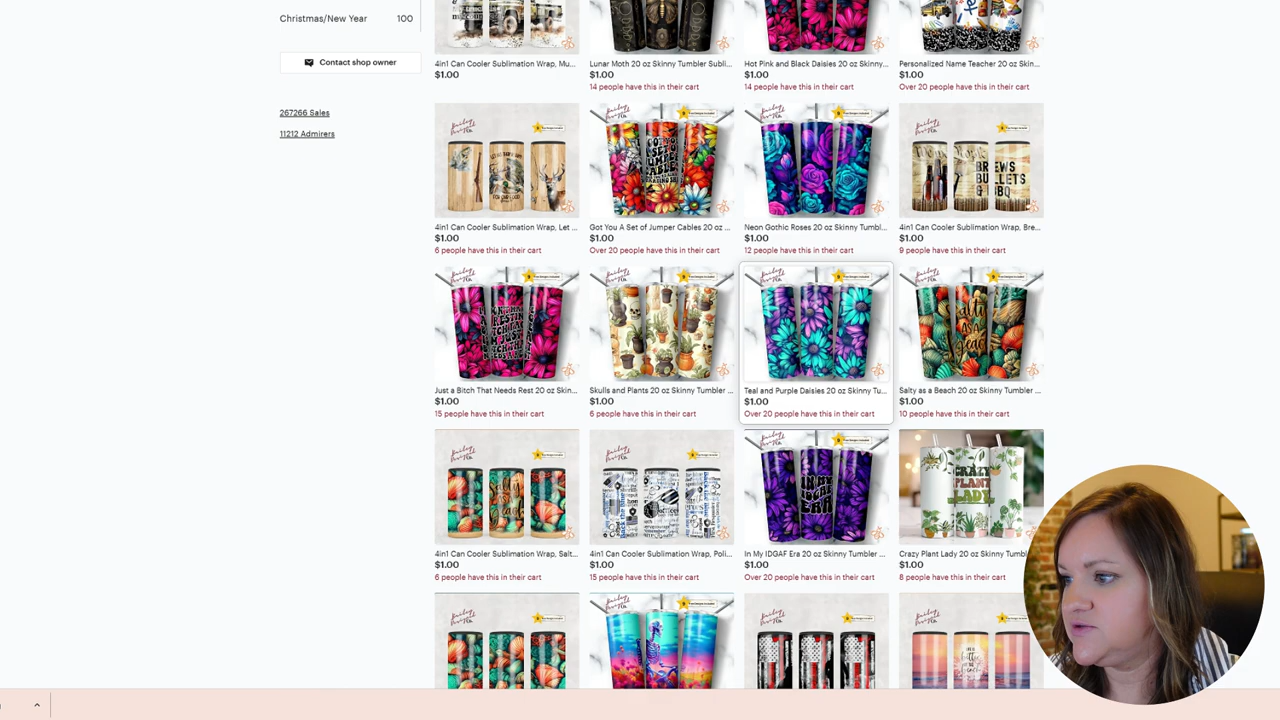 Christmas/New Year 100
Contact shop owner
267266 Sales
11212 Admirers
4in1 Can Cooler Sublimation Wrap, Mu...
$1.00
Lunar Moth 20 oz Skinny Tumbler Subli...
$1.00
14 people have this in their cart
Hot Pink and Black Daisies 20 oz Skinny...
$1.00
14 people have this in their cart
Personalized Name Teacher 20 oz Skin...
$1.00
Over 20 people have this in their cart
4in1 Can Cooler Sublimation Wrap, Let ...
$1.00
6 people have this in their cart
Got You A Set of Jumper Cables 20 oz ...
$1.00
Over 20 people have this in their cart
Neon Gothic Roses 20 oz Skinny Tumbl...
$1.00
12 people have this in their cart
BREWS
BULLETS
& BBQ
4in1 Can Cooler Sublimation Wrap, Bre...
$1.00
9 people have this in their cart
Just a Bitch That Needs Rest 20 oz Skin...
$1.00
15 people have this in their cart
Skulls and Plants 20 oz Skinny Tumbler ...
$1.00
6 people have this in their cart
Teal and Purple Daisies 20 oz Skinny Tu...
$1.00
Over 20 people have this in their cart
Salty as a Beach 20 oz Skinny Tumbler ...
$1.00
10 people have this in their cart
4in1 Can Cooler Sublimation Wrap, Salt...
$1.00
6 people have this in their cart
4in1 Can Cooler Sublimation Wrap, Poli...
$1.00
15 people have this in their cart
IN MY
IDGAF
ERA
In My IDGAF Era 20 oz Skinny Tumbler ...
$1.00
Over 20 people have this in their cart
CRAZY
PLANT
LADY
Crazy Plant Lady 20 oz Skinny Tumbl
$1.00
8 people have this in their cart